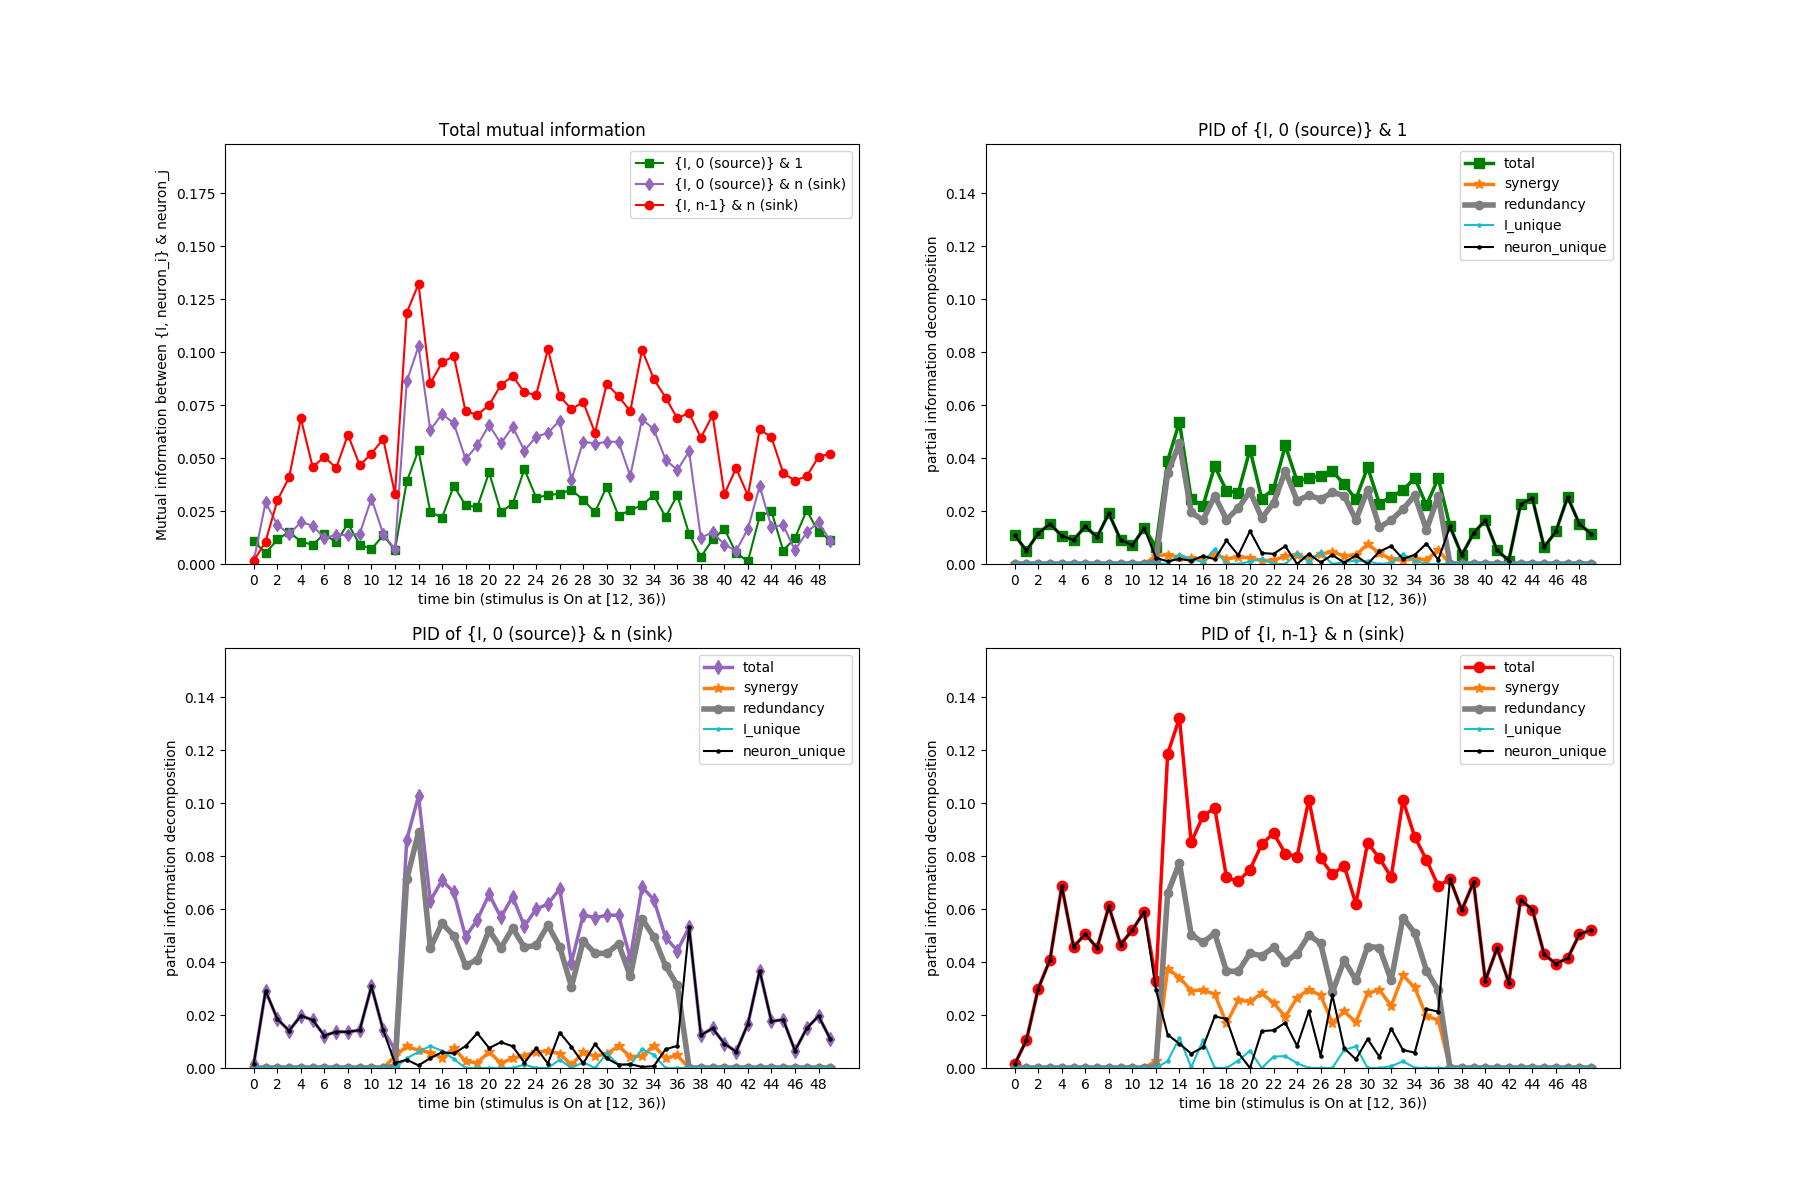 Total mutual information
Mutual information between {I, neuron_i} & neuron_j
0.175
0.150
0.125
0.100
0.075
0.050
0.025
0.000
{I, 0 (source)} & 1
{I, 0 (source)} & n (sink)
{I, n-1} & n (sink)
0 2 4 6 8 10 12 14 16 18 20 22 24 26 28 30 32 34 36 38 40 42 44 46 48
time bin (stimulus is On at [12, 36))
PID of {I, 0 (source)} & 1
partial information decomposition
0.14
0.12
0.10
0.08
0.06
0.04
0.02
0.00
total
synergy
redundancy
I_unique
neuron_unique
0 2 4 6 8 10 12 14 16 18 20 22 24 26 28 30 32 34 36 38 40 42 44 46 48
time bin (stimulus is On at [12, 36))
PID of {I, 0 (source)} & n (sink)
partial information decomposition
0.14
0.12
0.10
0.08
0.06
0.04
0.02
0.00
total
synergy
redundancy
I_unique
neuron_unique
0 2 4 6 8 10 12 14 16 18 20 22 24 26 28 30 32 34 36 38 40 42 44 46 48
time bin (stimulus is On at [12, 36))
PID of {I, n-1} & n (sink)
partial information decomposition
0.14
0.12
0.10
0.08
0.06
0.04
0.02
0.00
total
synergy
redundancy
I_unique
neuron_unique
0 2 4 6 8 10 12 14 16 18 20 22 24 26 28 30 32 34 36 38 40 42 44 46 48
time bin (stimulus is On at [12, 36))